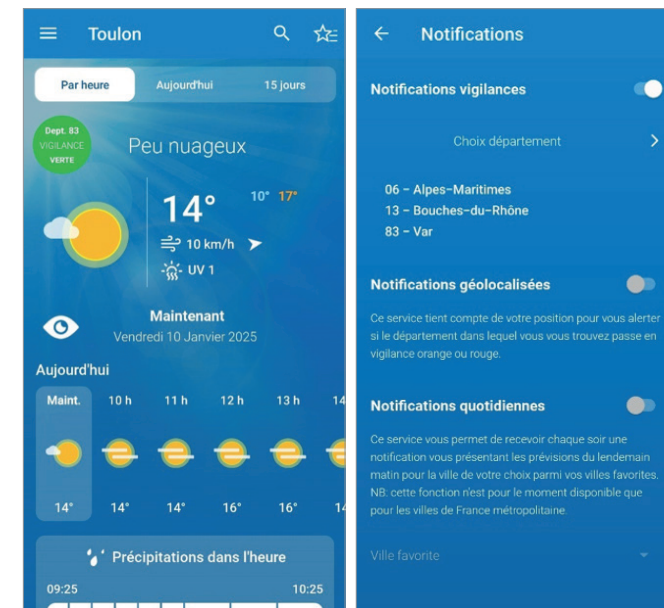 Toulon
Par heure
Aujourd'hui
15 jours
Dept. 83
VIGILANCE
VERTE
Peu nuageux
14°
10° 17°
10 km/h
UV 1
Maintenant
Vendredi 10 Janvier 2025
Aujourd'hui
Maint. 10 h 11 h 12 h 13 h 14
14° 14° 14° 16° 16° 14
Précipitations dans l'heure
09:25 10:25
Notifications
Notifications vigilances
Choix département
06 – Alpes–Maritimes
13 – Bouches–du–Rhône
83 – Var
Notifications géolocalisées
Ce service tient compte de votre position pour vous alerter
si le département dans lequel vous vous trouvez passe en
vigilance orange ou rouge.
Notifications quotidiennes
Ce service vous permet de recevoir chaque soir une
notification vous présentant les prévisions du lendemain
matin pour la ville de votre choix parmi vos villes favorites.
NB: cette fonction n'est pour le moment disponible que
pour les villes de France métropolitaine.
Ville favorite